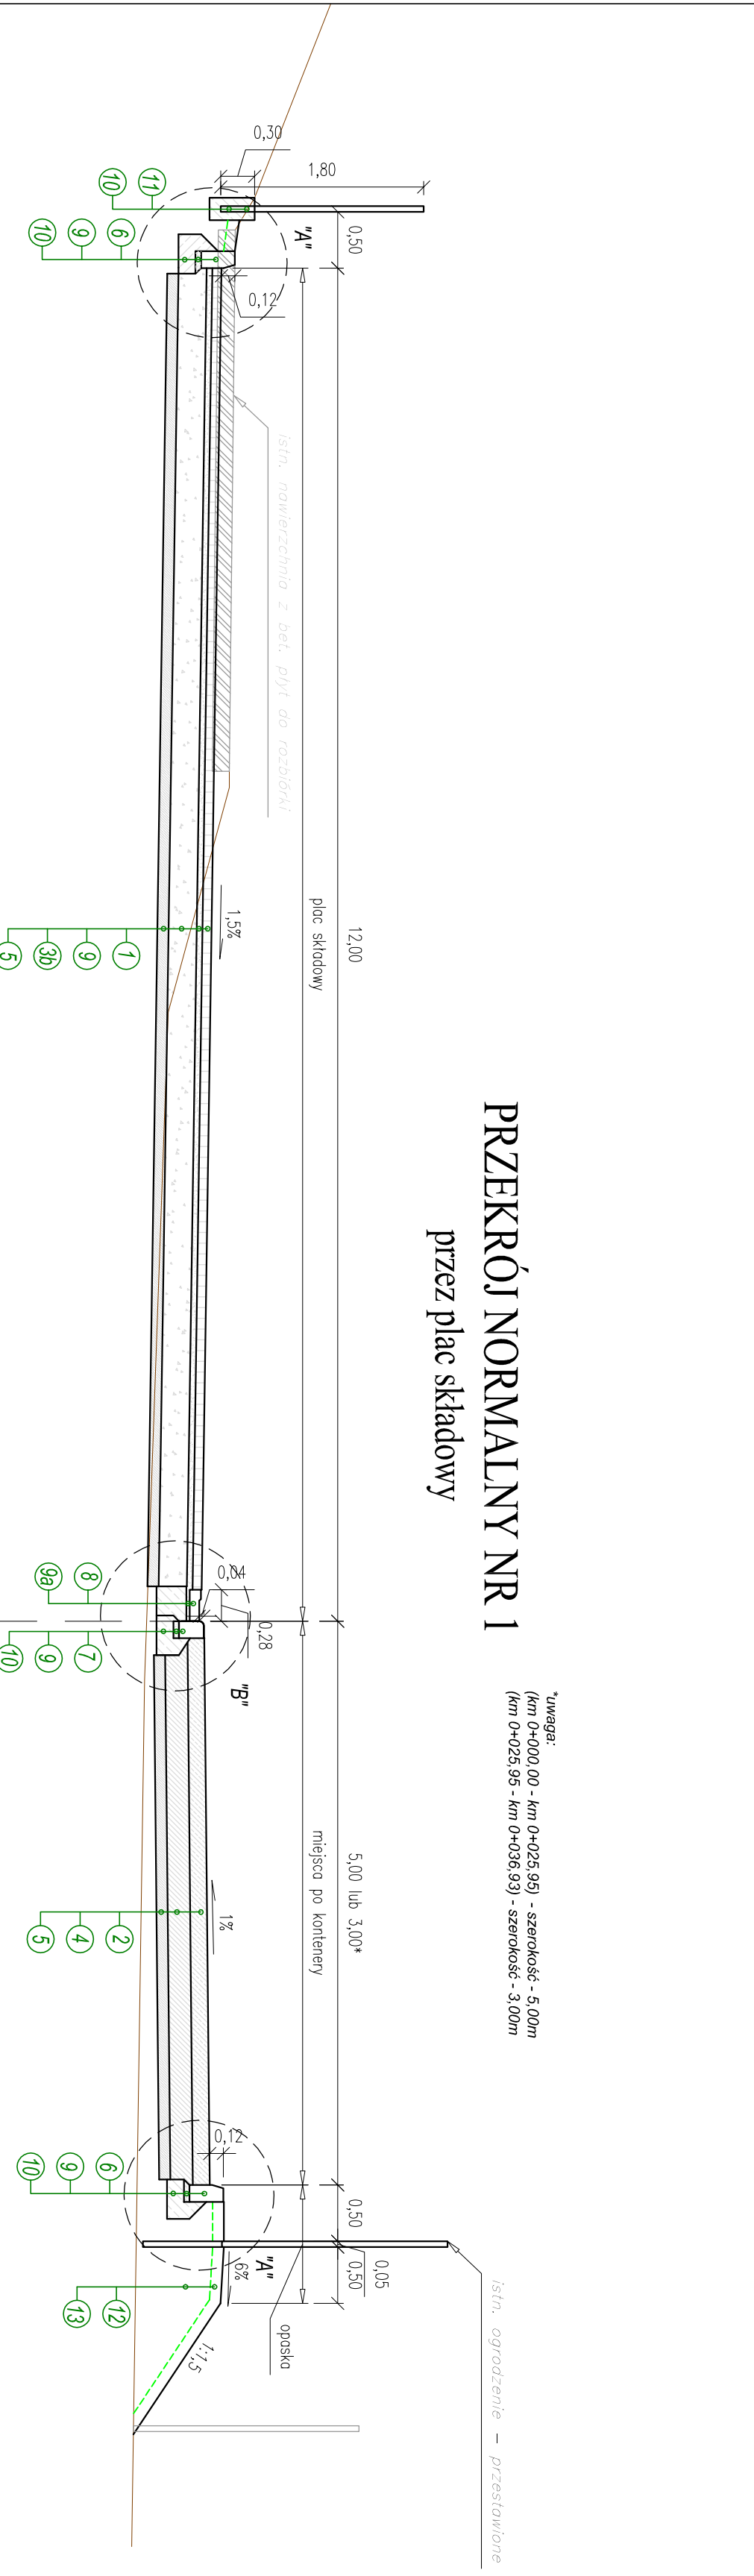 PRZEKRÓJ NORMALNY NR 1
przez plac składowy
*uwaga:
(km 0+000,00 - km 0+025,95) - szerokość - 5,00m
(km 0+025,95 - km 0+036,93) - szerokość - 3,00m
istn. ogrodzenie – przestawione
1,80
0,30
0,50
12,00
5,00 lub 3,00*
0,50
0,05
0,50
plac składowy
miejsca po kontenery
opaska
"A"
0,12
istn. nawierzchnia z bet. płyt do rozbiórki
1,5%
0,04
0,28
"B"
1%
0,12
"A"
6%
1:1,5
11
10
6
9
10
1
9
3b
5
8
9a
7
9
10
2
4
5
6
9
10
12
13